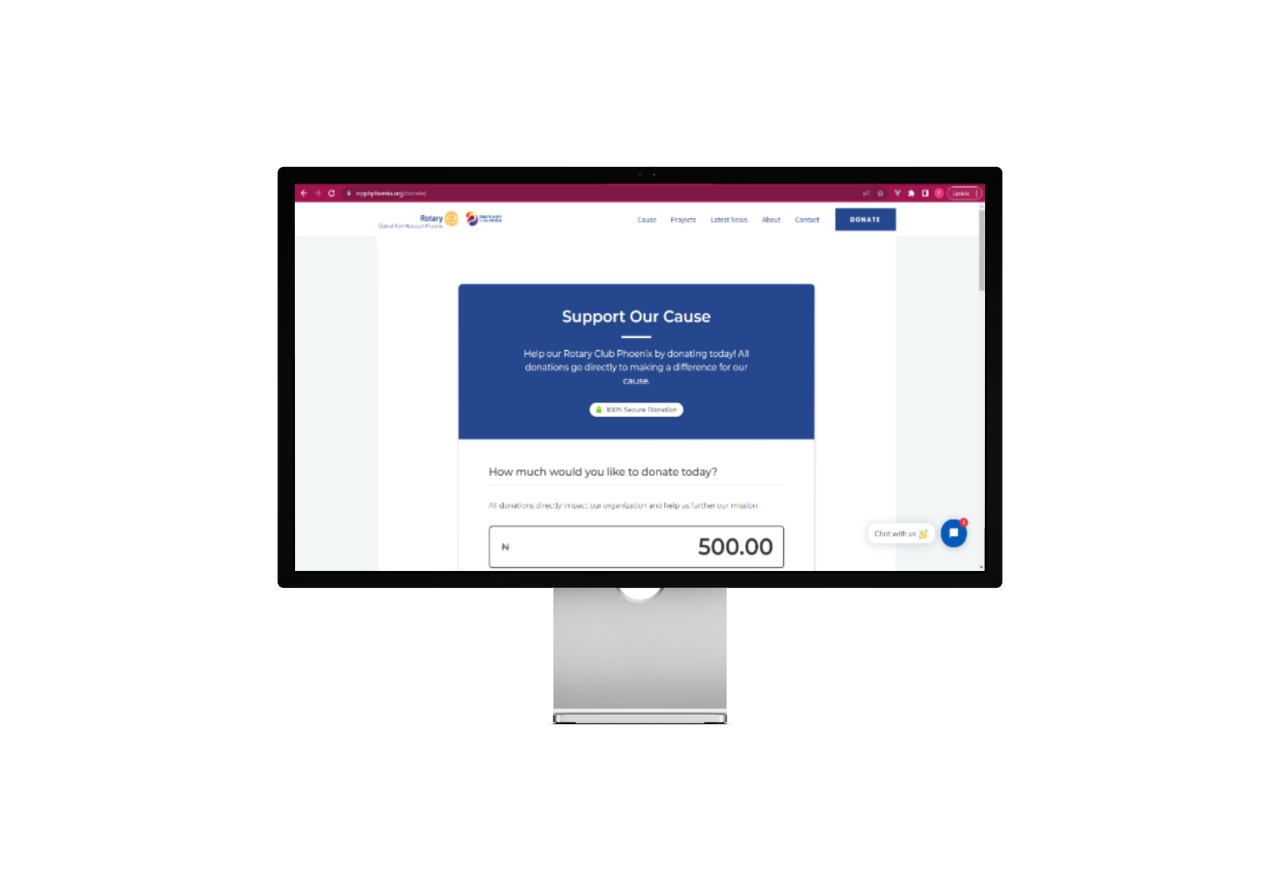 Update
Rotary
Club of Port Harcourt Phoenix
Cause Projects Latest News About Contact DONATE
Support Our Cause
Help our Rotary Club Phoenix by donating today! All
donations go directly to making a difference for our
cause.
100% Secure Donation
How much would you like to donate today?
All donations directly impact our organization and help us further our mission.
₦ 500.00
Chat with us